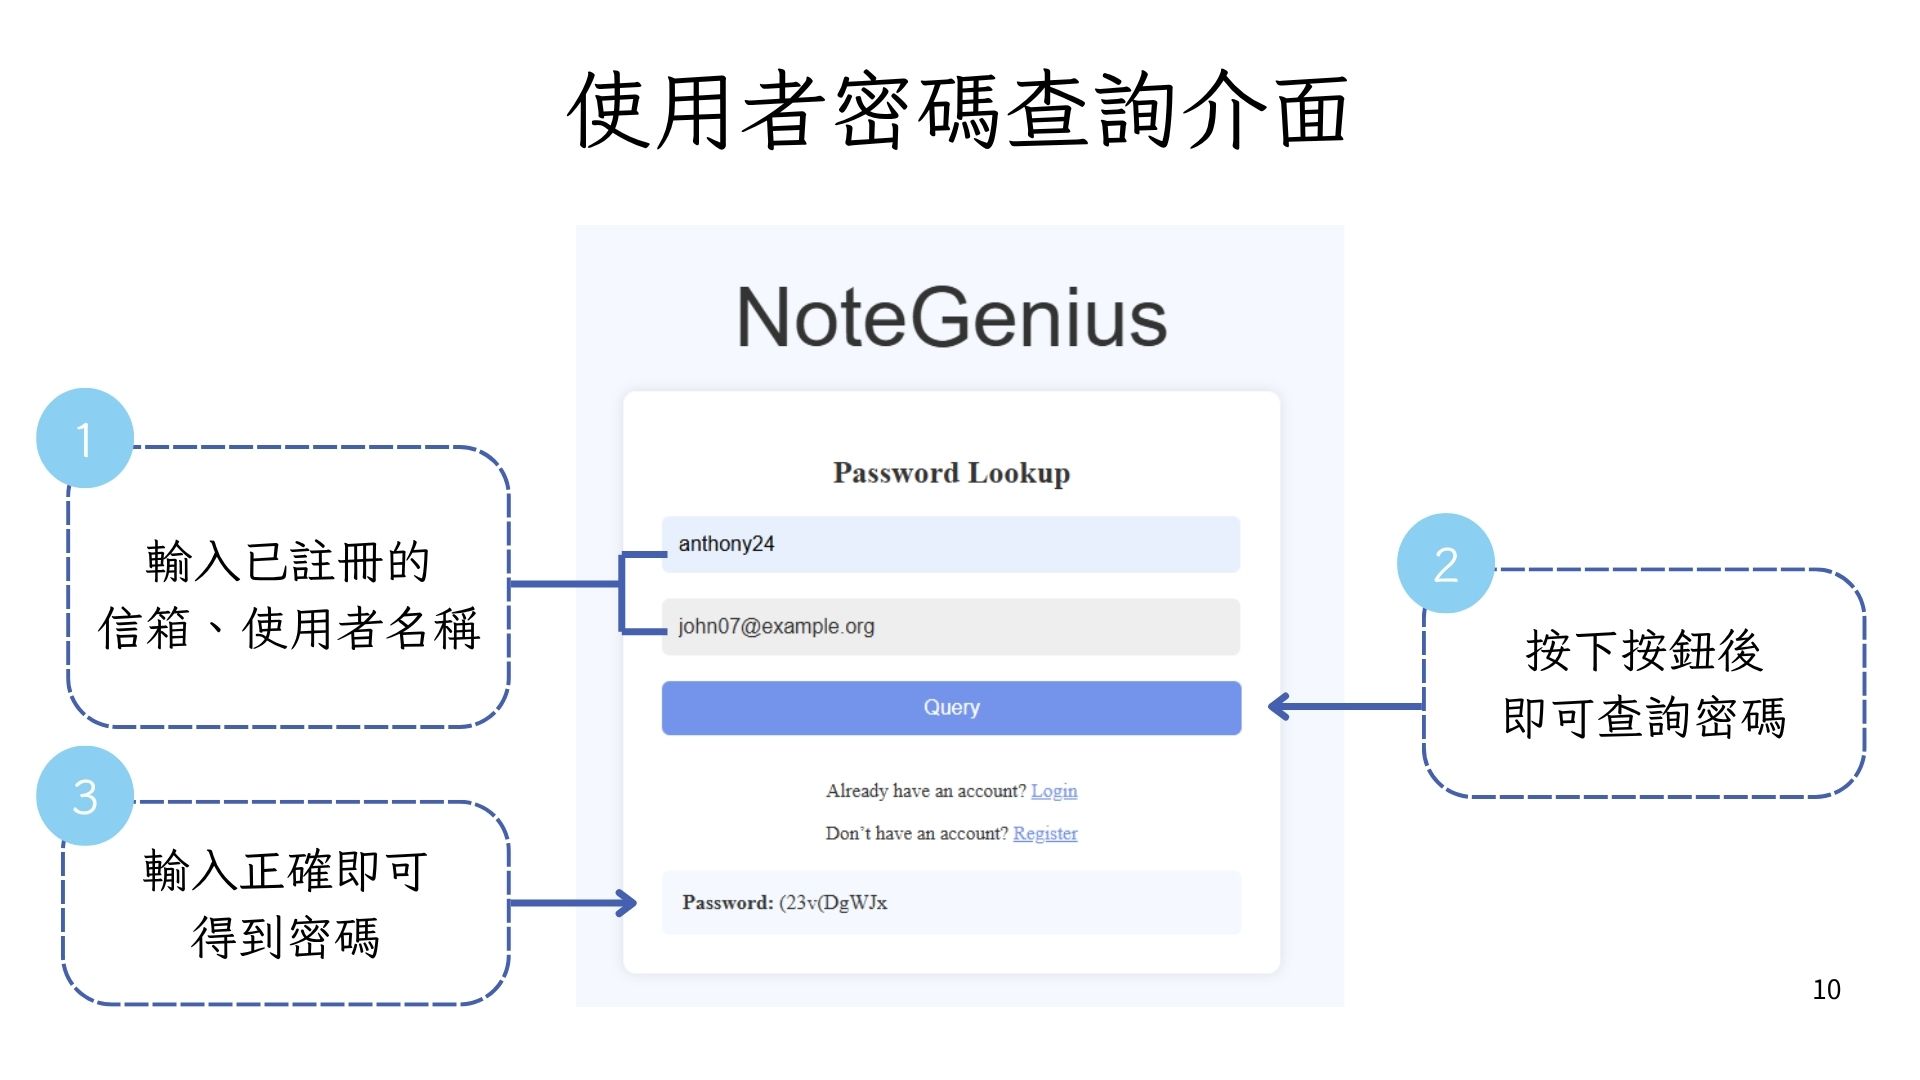 使用者密碼查詢介面
NoteGenius
1
輸入已註冊的
信箱、使用者名稱
Password Lookup
anthony24
john07@example.org
Query
2
按下按鈕後
即可查詢密碼
Already have an account? Login
Don't have an account? Register
3
輸入正確即可
得到密碼
Password: (23v(DgWJx
10